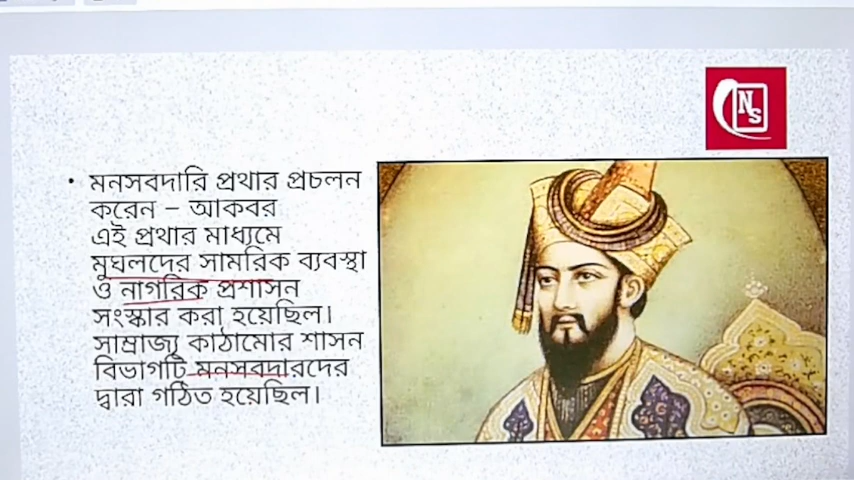 NS
• মনসবদারি প্রথার প্রচলন
করেন – আকবর
এই প্রথার মাধ্যমে
মুঘলদের সামরিক ব্যবস্থা
ও নাগরিক প্রশাসন
সংস্কার করা হয়েছিল।
সাম্রাজ্য কাঠামোর শাসন
বিভাগটি মনসবদারদের
দ্বারা গঠিত হয়েছিল।